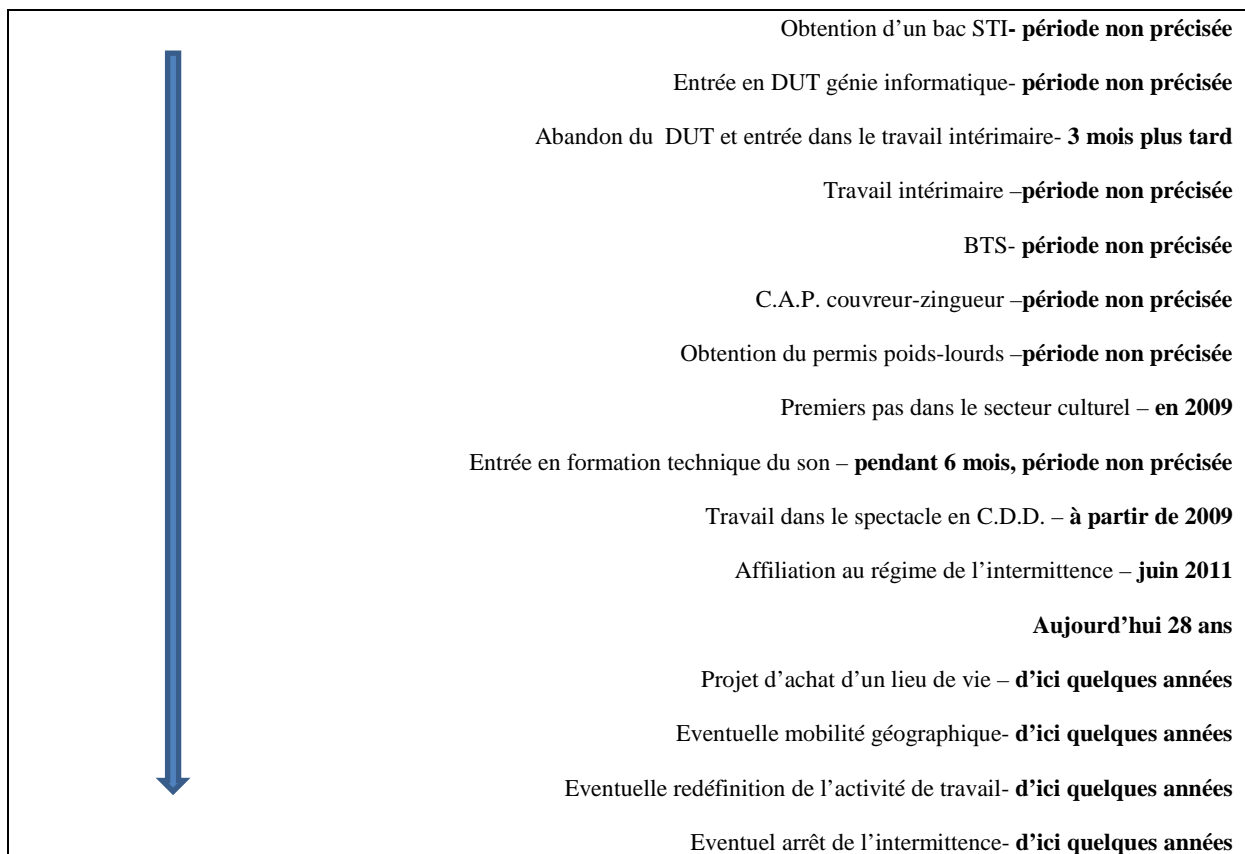 Obtention d’un bac STI- période non précisée
Entrée en DUT génie informatique- période non précisée
Abandon du DUT et entrée dans le travail intérimaire- 3 mois plus tard
Travail intérimaire –période non précisée
BTS- période non précisée
C.A.P. couvreur-zingueur –période non précisée
Obtention du permis poids-lourds –période non précisée
Premiers pas dans le secteur culturel – en 2009
Entrée en formation technique du son – pendant 6 mois, période non précisée
Travail dans le spectacle en C.D.D. – à partir de 2009
Affiliation au régime de l’intermittence – juin 2011
Aujourd’hui 28 ans
Projet d’achat d’un lieu de vie – d’ici quelques années
Eventuelle mobilité géographique- d’ici quelques années
Eventuelle redéfinition de l’activité de travail- d’ici quelques années
Eventuel arrêt de l’intermittence- d’ici quelques années